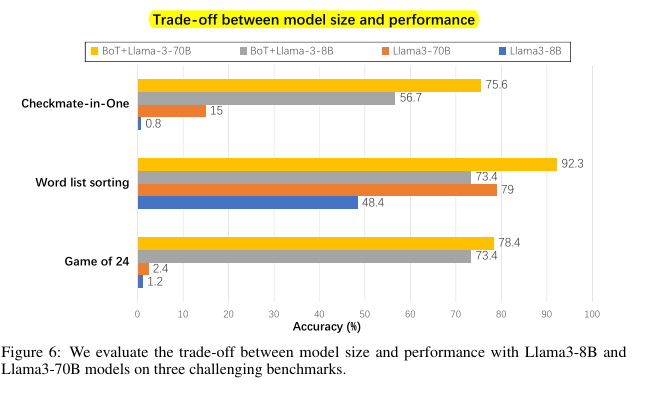 Trade-off between model size and performance
BoT+Llama-3-70B BoT+Llama-3-8B Llama3-70B Llama3-8B
Checkmate-in-One
75.6
56.7
15
0.8
Word list sorting
92.3
73.4
79
48.4
Game of 24
78.4
73.4
2.4
1.2
0 10 20 30 40 50 60 70 80 90 100
Accuracy (%)
Figure 6: We evaluate the trade-off between model size and performance with Llama3-8B and
Llama3-70B models on three challenging benchmarks.